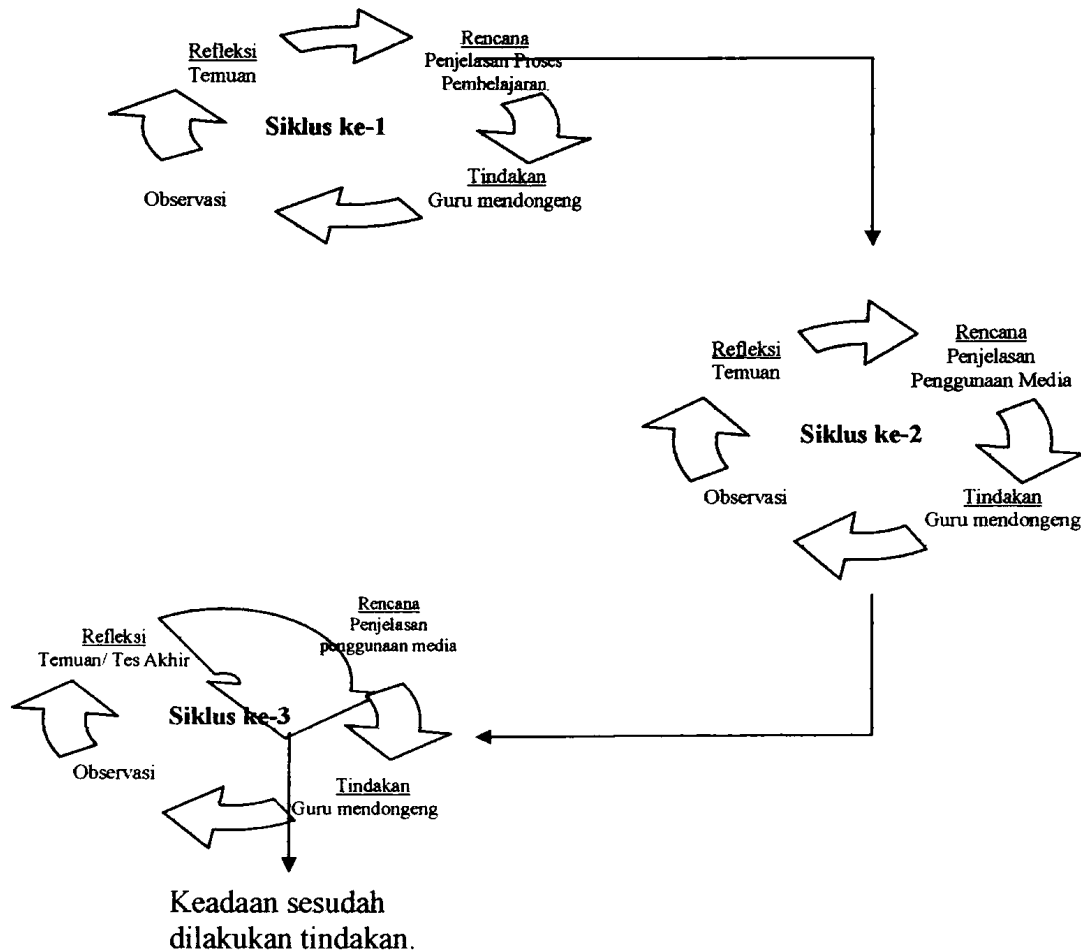 Refleksi
Temuan
Rencana
Penjelasan Proses
Pembelajaran.
Siklus ke-1
Observasi
Tindakan
Guru mendongeng
Refleksi
Temuan
Rencana
Penjelasan
Penggunaan Media
Siklus ke-2
Observasi
Tindakan
Guru mendongeng
Refleksi
Temuan/ Tes Akhir
Rencana
Penjelasan
penggunaan media
Siklus ke-3
Observasi
Tindakan
Guru mendongeng
Keadaan sesudah
dilakukan tindakan.